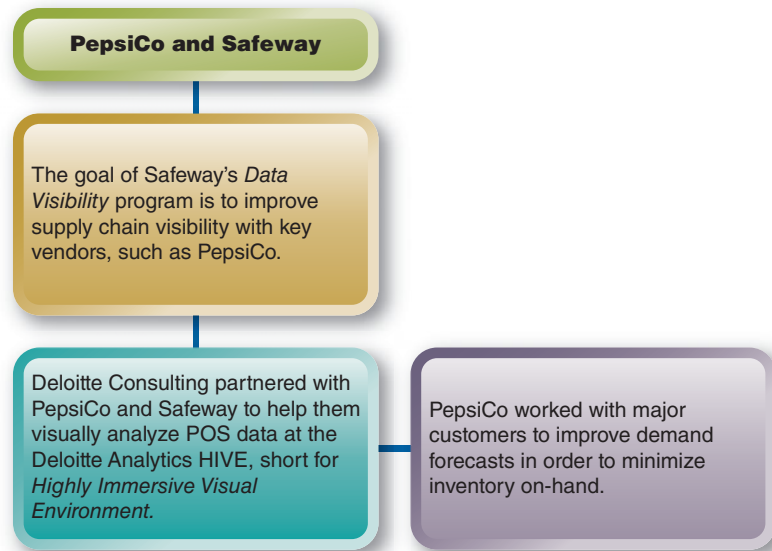 PepsiCo and Safeway
The goal of Safeway's Data
Visibility program is to improve
supply chain visibility with key
vendors, such as PepsiCo.
Deloitte Consulting partnered with
PepsiCo and Safeway to help them
visually analyze POS data at the
Deloitte Analytics HIVE, short for
Highly Immersive Visual
Environment.
PepsiCo worked with major
customers to improve demand
forecasts in order to minimize
inventory on-hand.